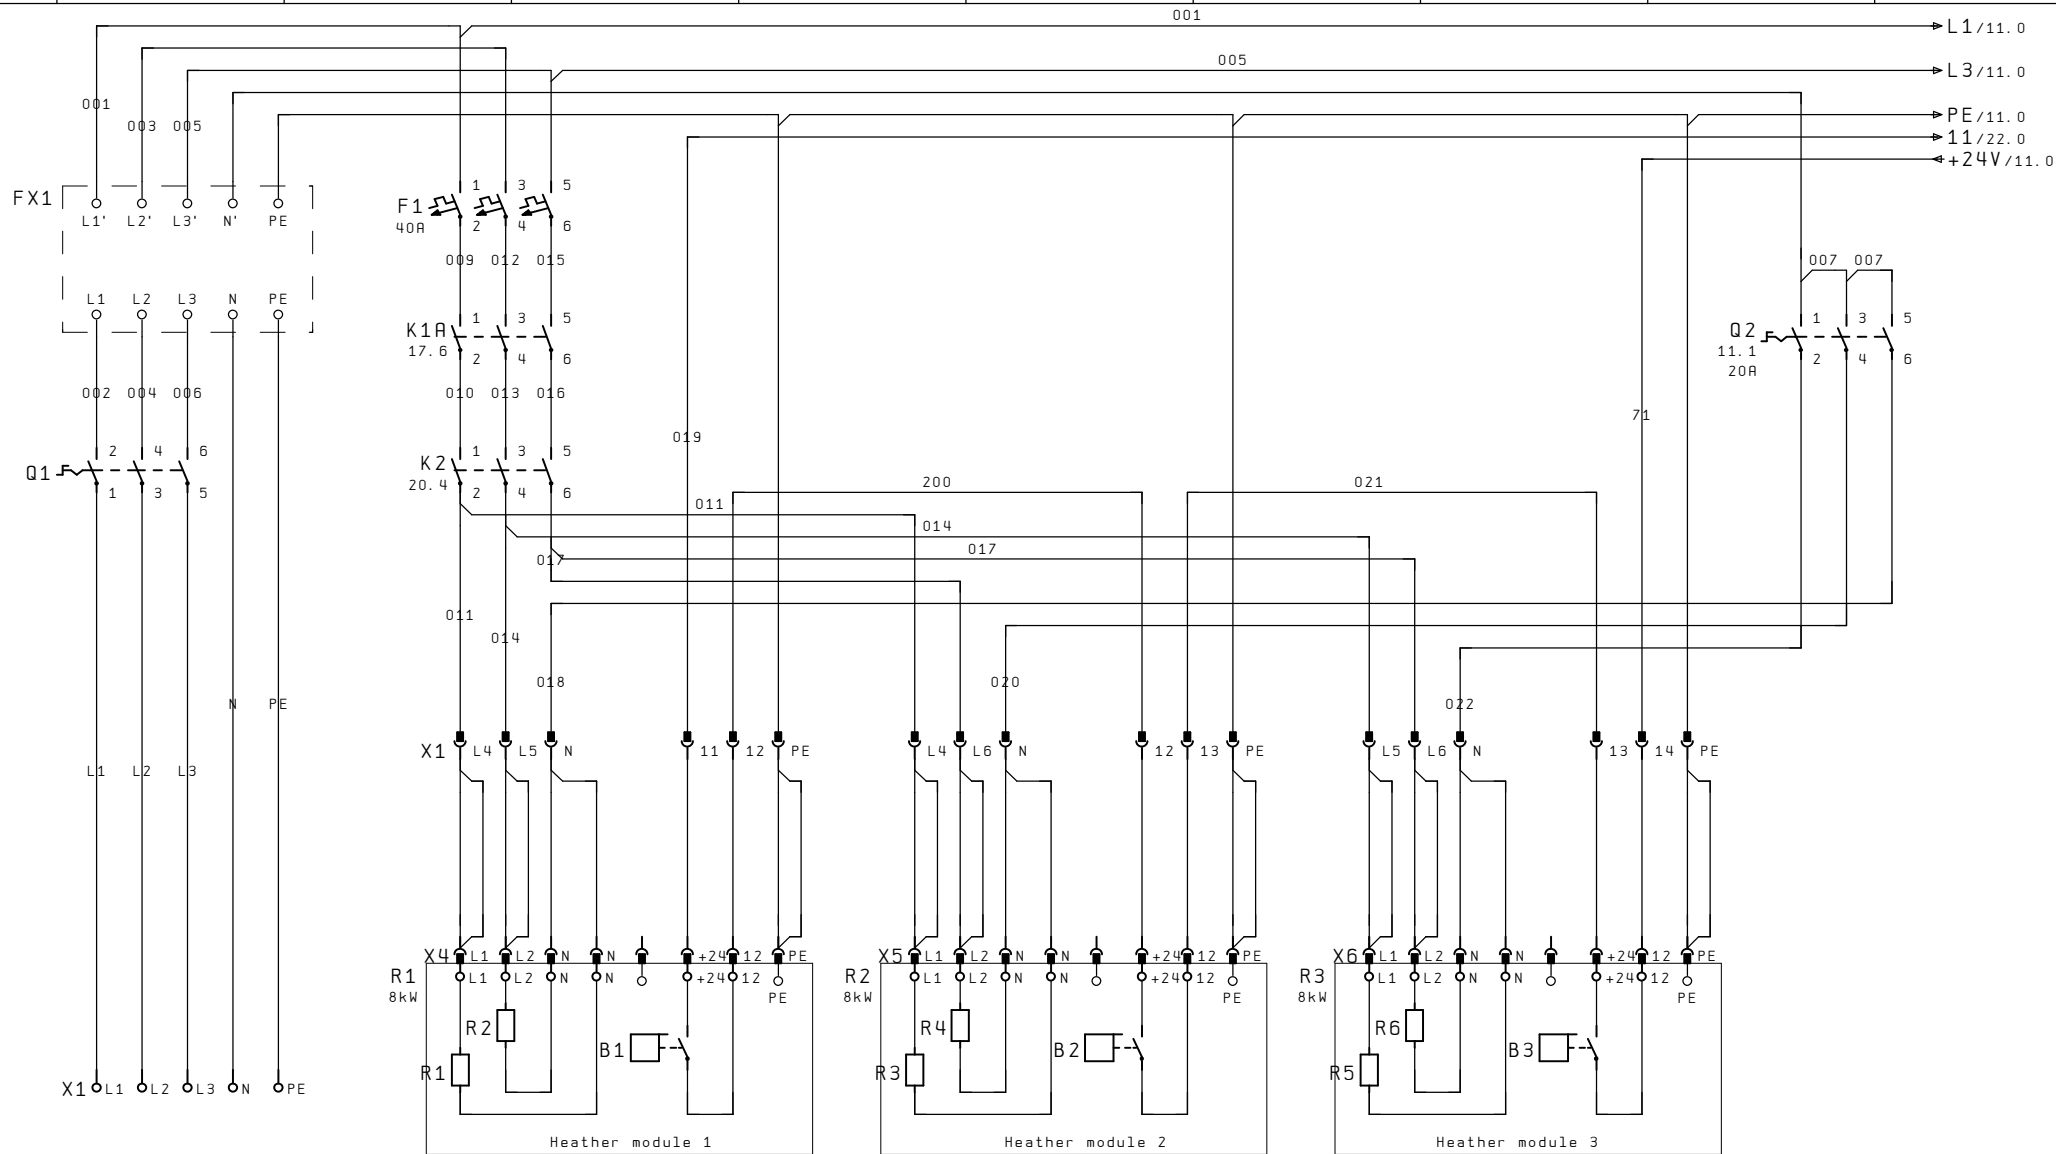 001
L1/11.0
005
L3/11.0
001
003 005
PE/11.0
11/22.0
+24V/11.0
FX1
L1' L2' L3' N' PE
F1
40A
1 3 5
2 4 6
009 012 015
007 007
L1 L2 L3 N PE
K1A
17.6
1 3 5
2 4 6
Q2
11.1
20A
1 3 5
2 4 6
002 004 006
010 013 016
71
019
Q1
2 4 6
1 3 5
K2
20.4
1 3 5
2 4 6
200
021
011
014
017
017
011
014
018
020
022
N PE
X1 L4 L5 N 11 12 PE L4 L6 N 12 13 PE L5 L6 N 13 14 PE
L1 L2 L3
X4 L1 L2 N N +24 12 PE
X5 L1 L2 N N +24 12 PE
X6 L1 L2 N N +24 12 PE
R1
8kW
L1 L2 N N +24 12
PE
R2
8kW
L1 L2 N N +24 12
PE
R3
8kW
L1 L2 N N +24 12
PE
R2
B1
R1
R4
B2
R3
R6
B3
R5
X1 L1 L2 L3 N PE
Heather module 1
Heather module 2
Heather module 3